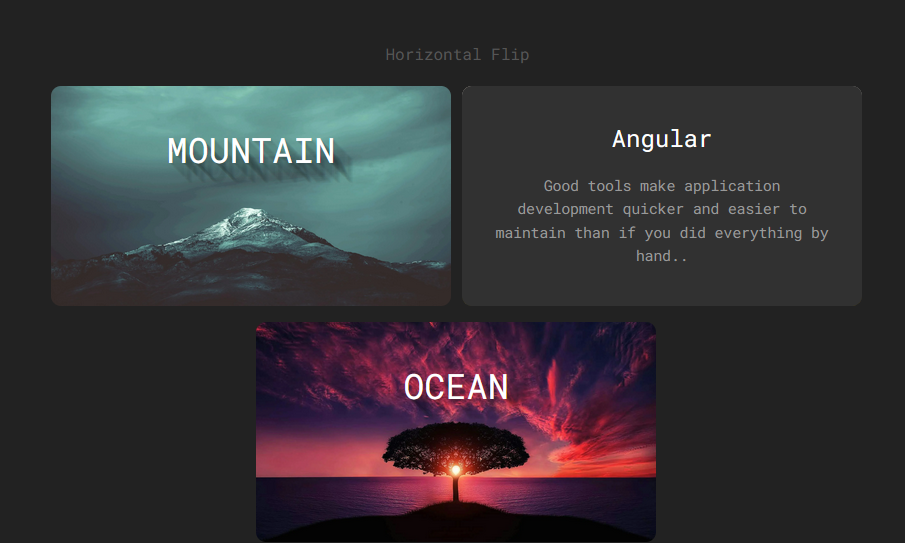 Horizontal Flip
MOUNTAIN
Angular
Good tools make application
development quicker and easier to
maintain than if you did everything by
hand..
OCEAN